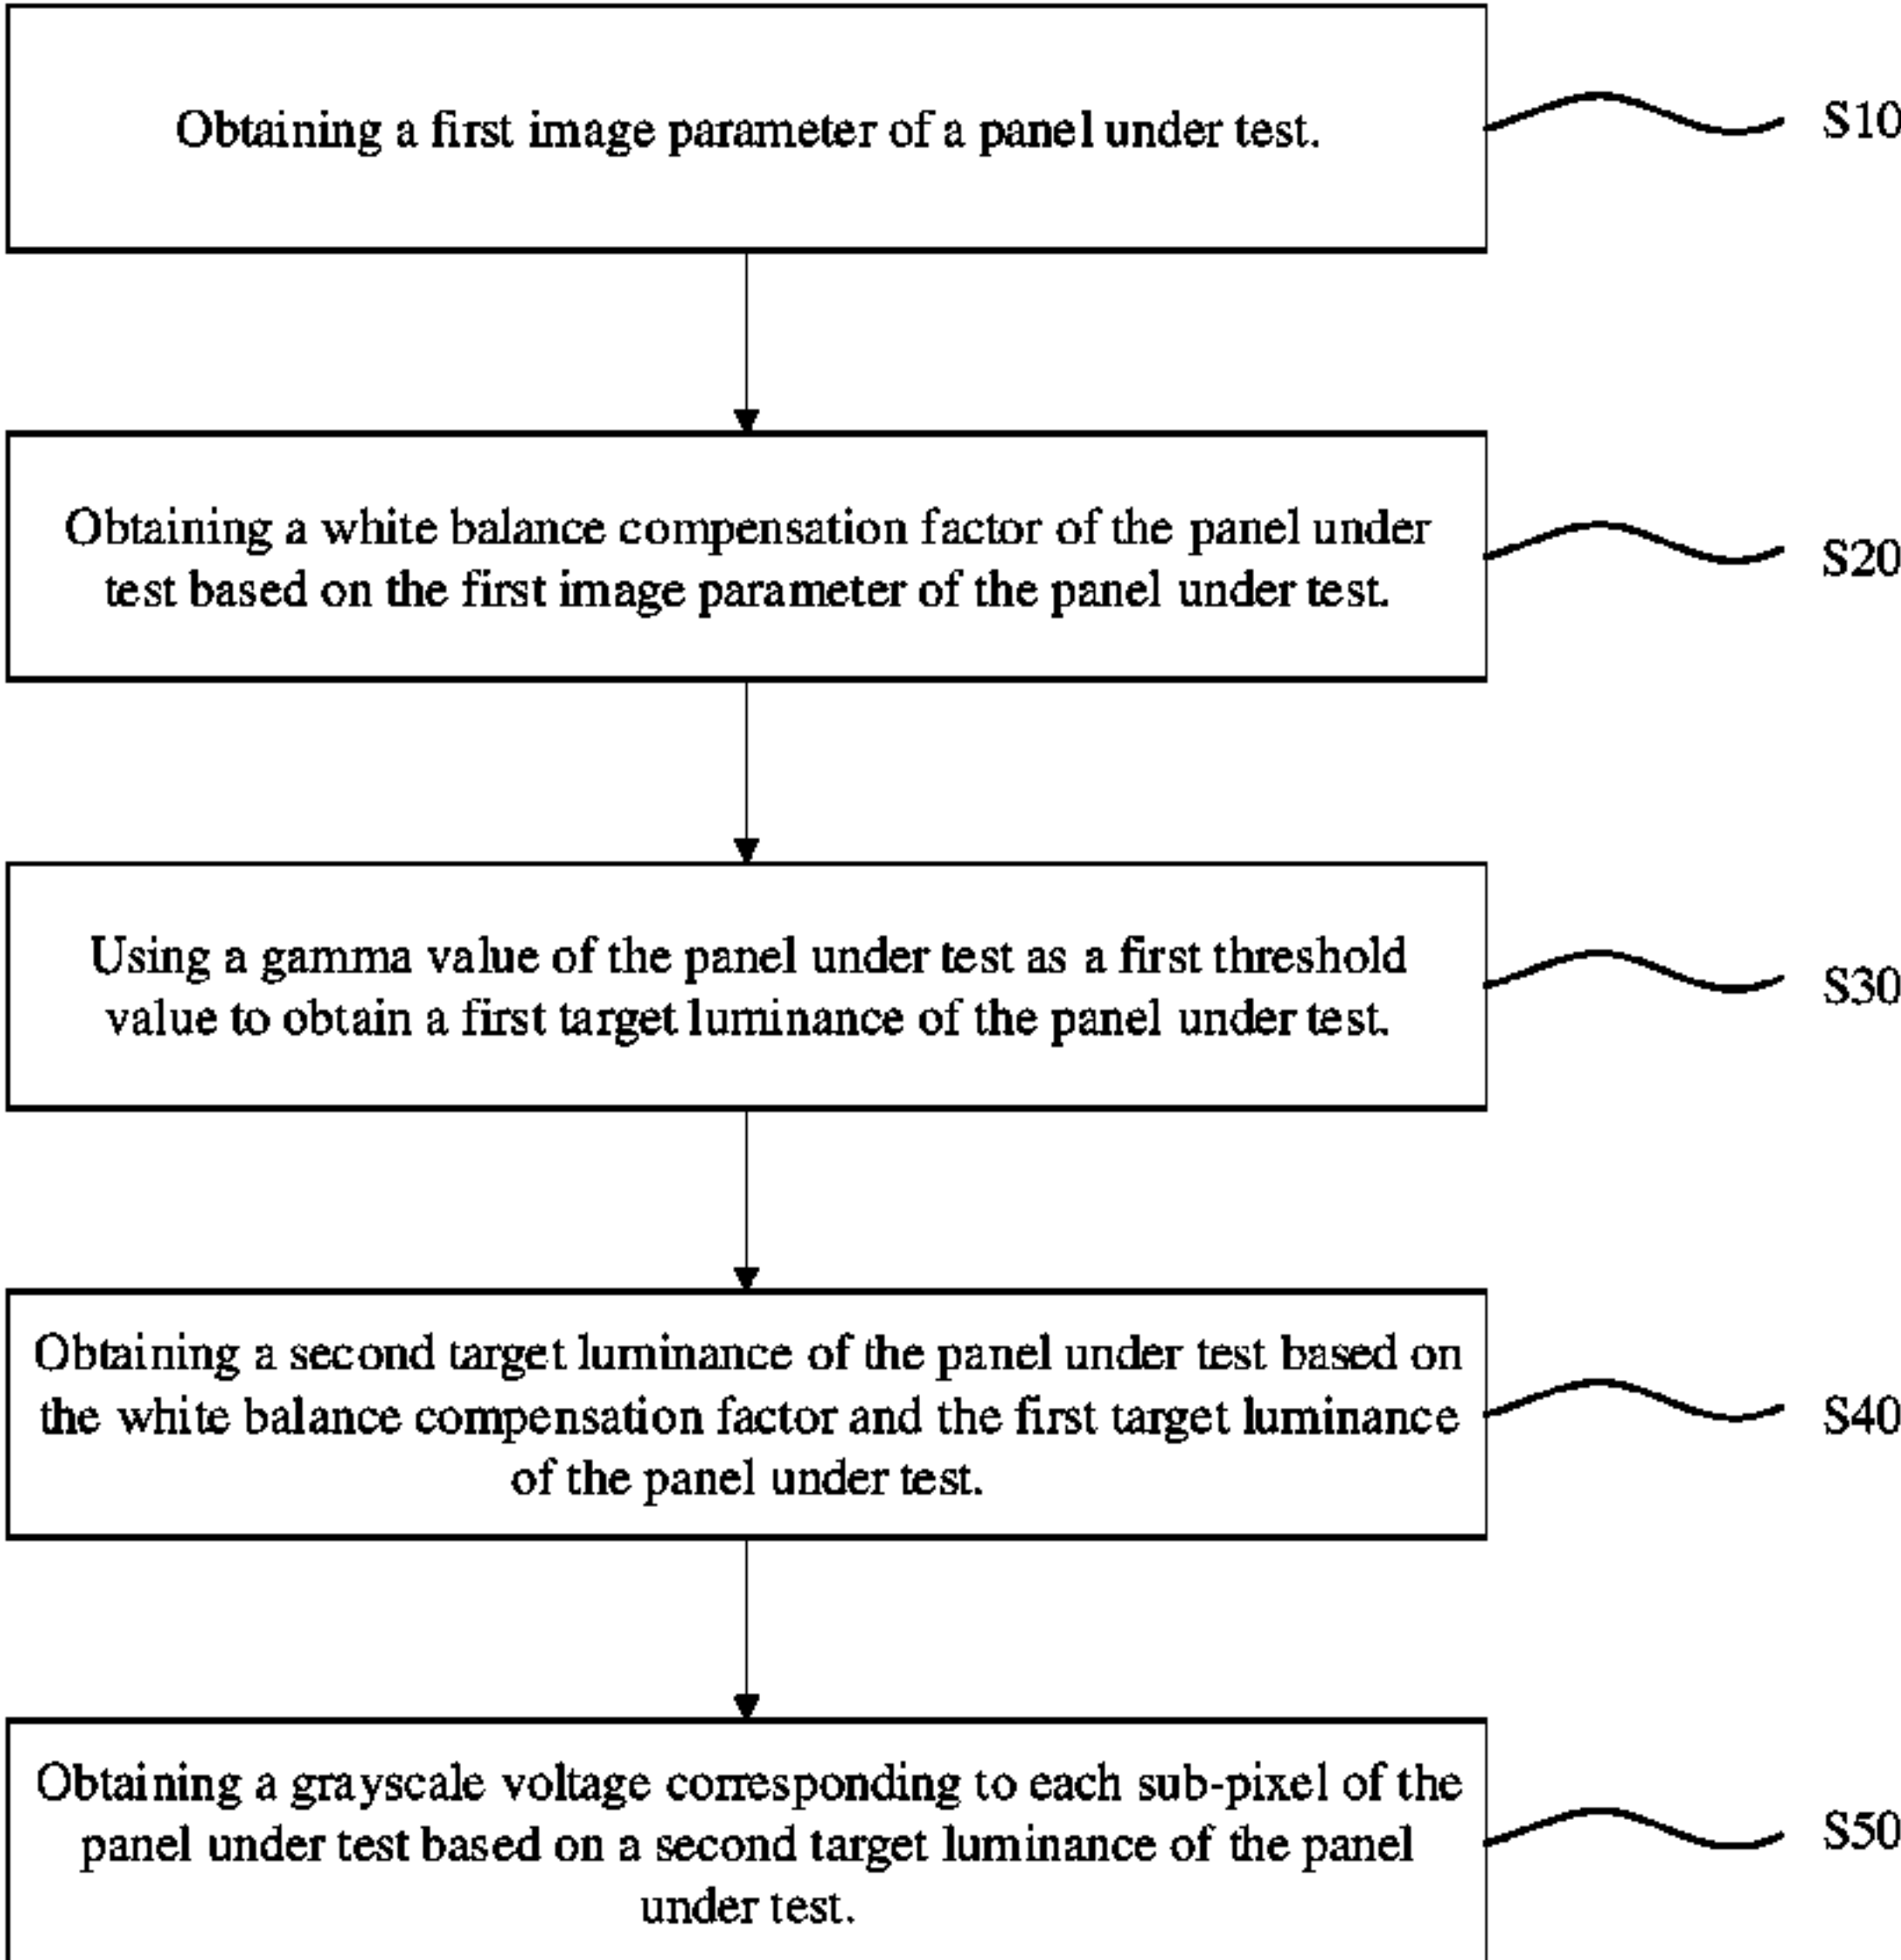 Obtaining a first image parameter of a panel under test.
S10
Obtaining a white balance compensation factor of the panel under
test based on the first image parameter of the panel under test.
S20
Using a gamma value of the panel under test as a first threshold
value to obtain a first target luminance of the panel under test.
S30
Obtaining a second target luminance of the panel under test based on
the white balance compensation factor and the first target luminance
of the panel under test.
S40
Obtaining a grayscale voltage corresponding to each sub-pixel of the
panel under test based on a second target luminance of the panel
under test.
S50